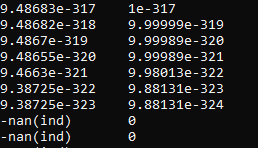 9.48683e-317 1e-317
9.48682e-318 9.99999e-319
9.4867e-319 9.99989e-320
9.48655e-320 9.99989e-321
9.4663e-321 9.98013e-322
9.38725e-322 9.88131e-323
9.38725e-323 9.88131e-324
-nan(ind) 0
-nan(ind) 0